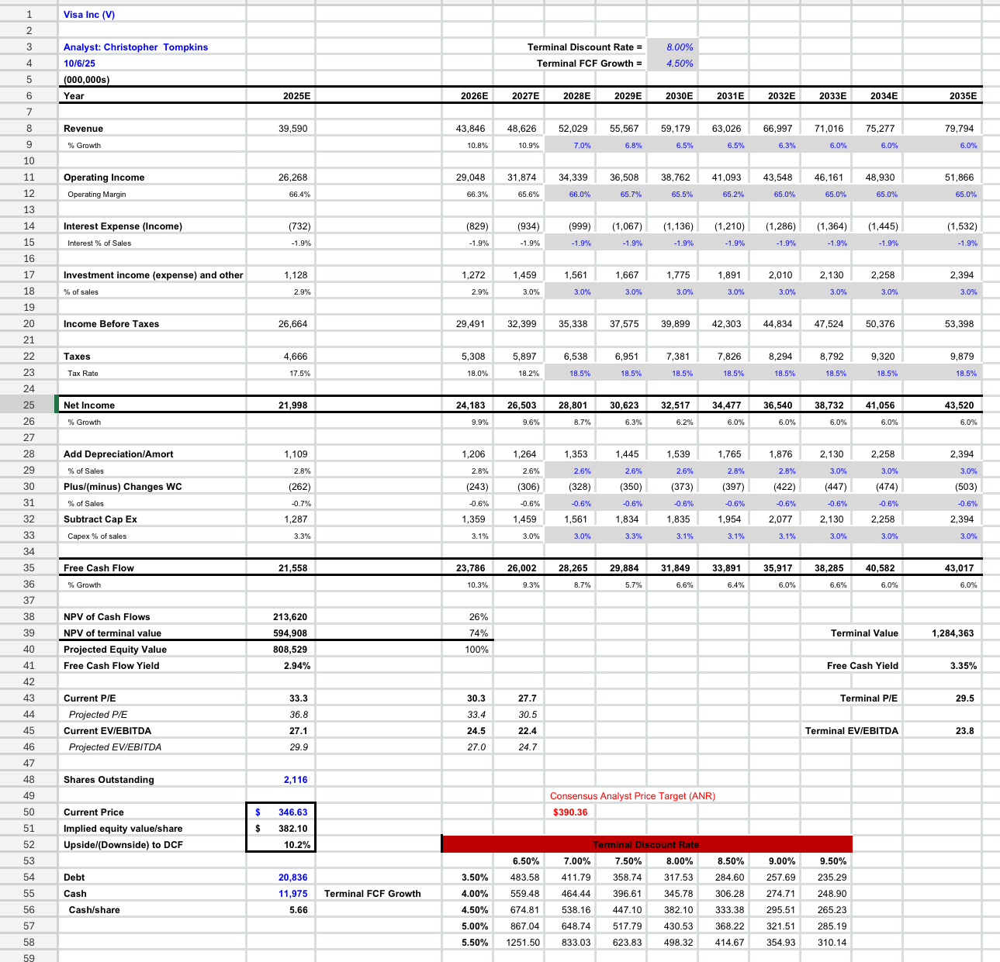 1 Visa Inc (V)
2
3 Analyst: Christopher Tompkins Terminal Discount Rate = 8.00%
4 10/6/25 Terminal FCF Growth = 4.50%
5 (000,000s)
6 Year 2025E 2026E 2027E 2028E 2029E 2030E 2031E 2032E 2033E 2034E 2035E
7
8 Revenue 39,590 43,846 48,626 52,029 55,567 59,179 63,026 66,997 71,016 75,277 79,794
9 % Growth 10.8% 10.9% 7.0% 6.8% 6.5% 6.5% 6.3% 6.0% 6.0% 6.0%
10
11 Operating Income 26,268 29,048 31,874 34,339 36,508 38,762 41,093 43,548 46,161 48,930 51,866
12 Operating Margin 66.4% 66.3% 65.6% 66.0% 65.7% 65.5% 65.2% 65.0% 65.0% 65.0% 65.0%
13
14 Interest Expense (Income) (732) (829) (934) (999) (1,067) (1,136) (1,210) (1,286) (1,364) (1,445) (1,532)
15 Interest % of Sales -1.9% -1.9% -1.9% -1.9% -1.9% -1.9% -1.9% -1.9% -1.9% -1.9% -1.9%
16
17 Investment income (expense) and other 1,128 1,272 1,459 1,561 1,667 1,775 1,891 2,010 2,130 2,258 2,394
18 % of sales 2.9% 2.9% 3.0% 3.0% 3.0% 3.0% 3.0% 3.0% 3.0% 3.0% 3.0%
19
20 Income Before Taxes 26,664 29,491 32,399 35,338 37,575 39,899 42,303 44,834 47,524 50,376 53,398
21
22 Taxes 4,666 5,308 5,897 6,538 6,951 7,381 7,826 8,294 8,792 9,320 9,879
23 Tax Rate 17.5% 18.0% 18.2% 18.5% 18.5% 18.5% 18.5% 18.5% 18.5% 18.5% 18.5%
24
25 Net Income 21,998 24,183 26,503 28,801 30,623 32,517 34,477 36,540 38,732 41,056 43,520
26 % Growth 9.9% 9.6% 8.7% 6.3% 6.2% 6.0% 6.0% 6.0% 6.0% 6.0%
27
28 Add Depreciation/Amort 1,109 1,206 1,264 1,353 1,445 1,539 1,765 1,876 2,130 2,258 2,394
29 % of Sales 2.8% 2.8% 2.6% 2.6% 2.6% 2.6% 2.8% 2.8% 3.0% 3.0% 3.0%
30 Plus/(minus) Changes WC (262) (243) (306) (328) (350) (373) (397) (422) (447) (474) (503)
31 % of Sales -0.7% -0.6% -0.6% -0.6% -0.6% -0.6% -0.6% -0.6% -0.6% -0.6% -0.6%
32 Subtract Cap Ex 1,287 1,359 1,459 1,561 1,834 1,835 1,954 2,077 2,130 2,258 2,394
33 Capex % of sales 3.3% 3.1% 3.0% 3.0% 3.3% 3.1% 3.1% 3.1% 3.0% 3.0% 3.0%
34
35 Free Cash Flow 21,558 23,786 26,002 28,265 29,884 31,849 33,891 35,917 38,285 40,582 43,017
36 % Growth 10.3% 9.3% 8.7% 5.7% 6.6% 6.4% 6.0% 6.6% 6.0% 6.0%
37
38 NPV of Cash Flows 213,620 26%
39 NPV of terminal value 594,908 74% Terminal Value 1,284,363
40 Projected Equity Value 808,529 100%
41 Free Cash Flow Yield 2.94% Free Cash Yield 3.35%
42
43 Current P/E 33.3 30.3 27.7 Terminal P/E 29.5
44 Projected P/E 36.8 33.4 30.5
45 Current EV/EBITDA 27.1 24.5 22.4 Terminal EV/EBITDA 23.8
46 Projected EV/EBITDA 29.9 27.0 24.7
47
48 Shares Outstanding 2,116
49 Consensus Analyst Price Target (ANR)
50 Current Price $ 346.63 $390.36
51 Implied equity value/share $ 382.10
52 Upside/(Downside) to DCF 10.2% Terminal Discount Rate
53 6.50% 7.00% 7.50% 8.00% 8.50% 9.00% 9.50%
54 Debt 20,836 3.50% 483.58 411.79 358.74 317.53 284.60 257.69 235.29
55 Cash 11,975 Terminal FCF Growth 4.00% 559.48 464.44 396.61 345.78 306.28 274.71 248.90
56 Cash/share 5.66 4.50% 674.81 538.16 447.10 382.10 333.38 295.51 265.23
57 5.00% 867.04 648.74 517.79 430.53 368.22 321.51 285.19
58 5.50% 1251.50 833.03 623.83 498.32 414.67 354.93 310.14
59